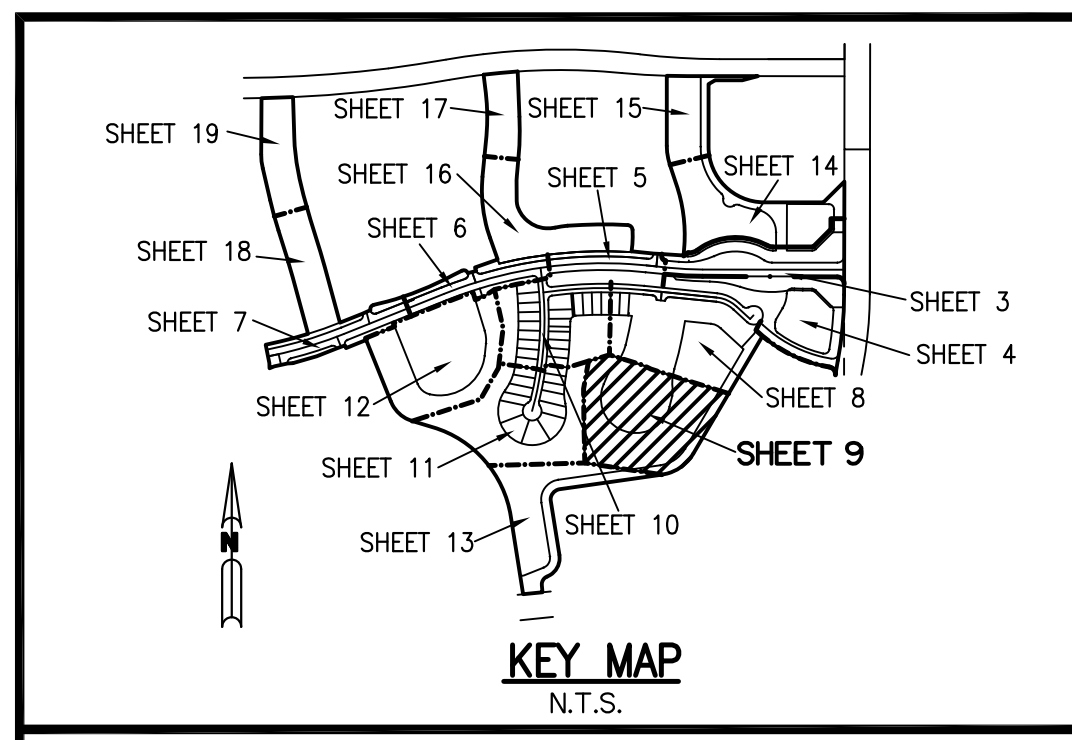 SHEET 19
SHEET 17
SHEET 15
SHEET 16
SHEET 5
SHEET 14
SHEET 6
SHEET 18
SHEET 7
SHEET 3
SHEET 4
SHEET 12
SHEET 8
SHEET 11
SHEET 9
SHEET 10
SHEET 13
N
KEY MAP
N.T.S.